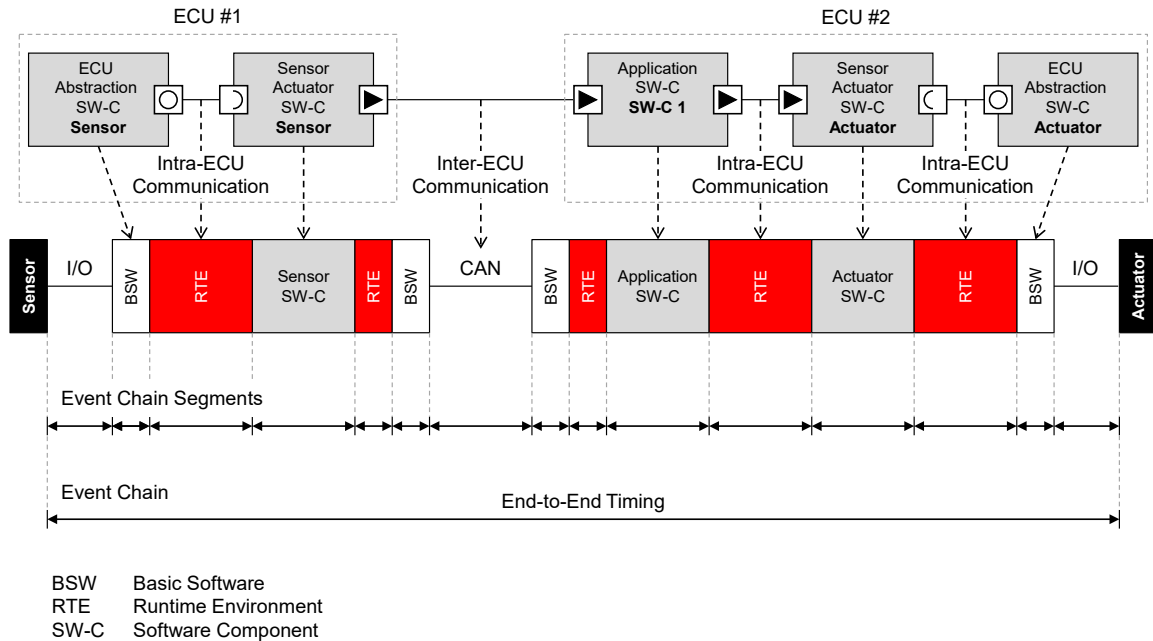 ECU #1
ECU #2
ECU
Abstraction
SW-C
Sensor
Sensor
Actuator
SW-C
Sensor
Application
SW-C
SW-C 1
Sensor
Actuator
SW-C
Actuator
ECU
Abstraction
SW-C
Actuator
Intra-ECU
Communication
Inter-ECU
Communication
Intra-ECU
Communication
Intra-ECU
Communication
Sensor
I/O
BSW
RTE
Sensor
SW-C
RTE
BSW
CAN
BSW
RTE
Application
SW-C
RTE
Actuator
SW-C
RTE
BSW
I/O
Actuator
Event Chain Segments
Event Chain
End-to-End Timing
BSW Basic Software
RTE Runtime Environment
SW-C Software Component